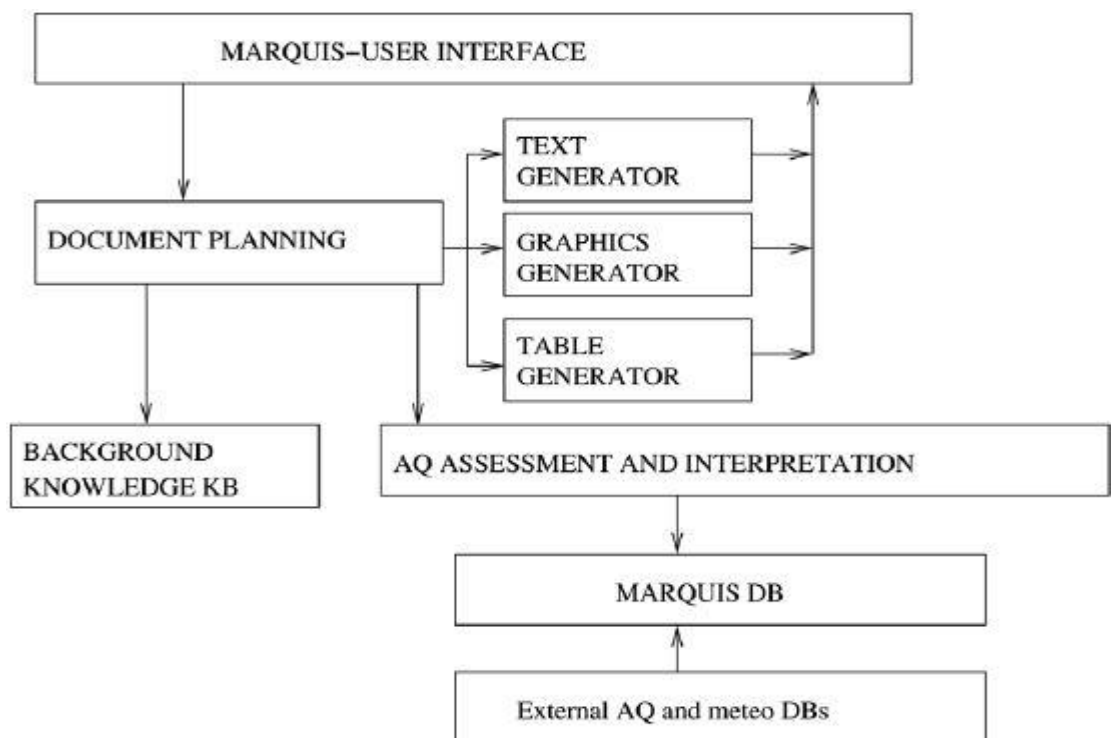 MARQUIS–USER INTERFACE
TEXT
GENERATOR
DOCUMENT PLANNING
GRAPHICS
GENERATOR
TABLE
GENERATOR
BACKGROUND
KNOWLEDGE KB
AQ ASSESSMENT AND INTERPRETATION
MARQUIS DB
External AQ and meteo DBs